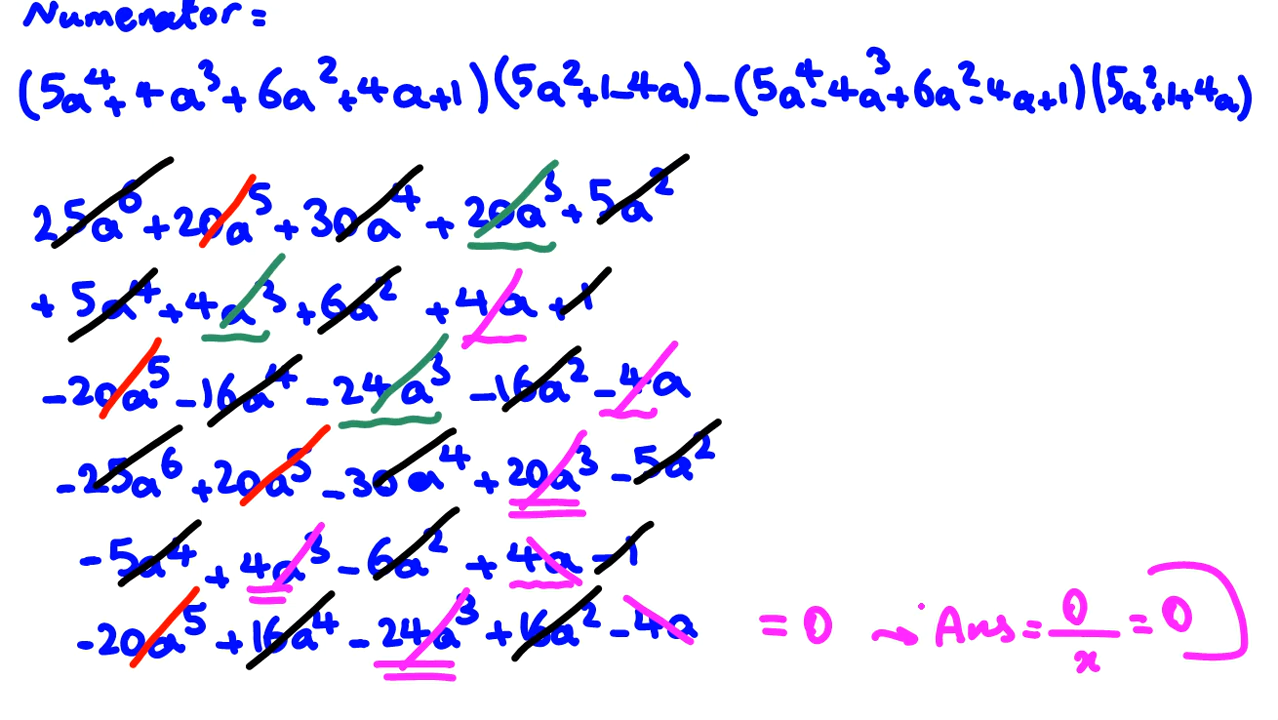 Numenator =
(5a⁴ + 4a³ + 6a² + 4a + 1)(5a² + 1 - 4a) - (5a⁴ - 4a³ + 6a² - 4a + 1)(5a² + 1 + 4a)
25a⁶ + 20a⁵ + 30a⁴ + 20a³ + 5a²
+ 5a⁴ + 4a³ + 6a² + 4a + 1
- 20a⁵ - 16a⁴ - 24a³ - 16a² - 4a
- 25a⁶ + 20a⁵ - 30a⁴ + 20a³ - 5a²
- 5a⁴ + 4a³ - 6a² + 4a - 1
- 20a⁵ + 16a⁴ - 24a³ + 16a² - 4a = 0 → Ans = 0/x = 0